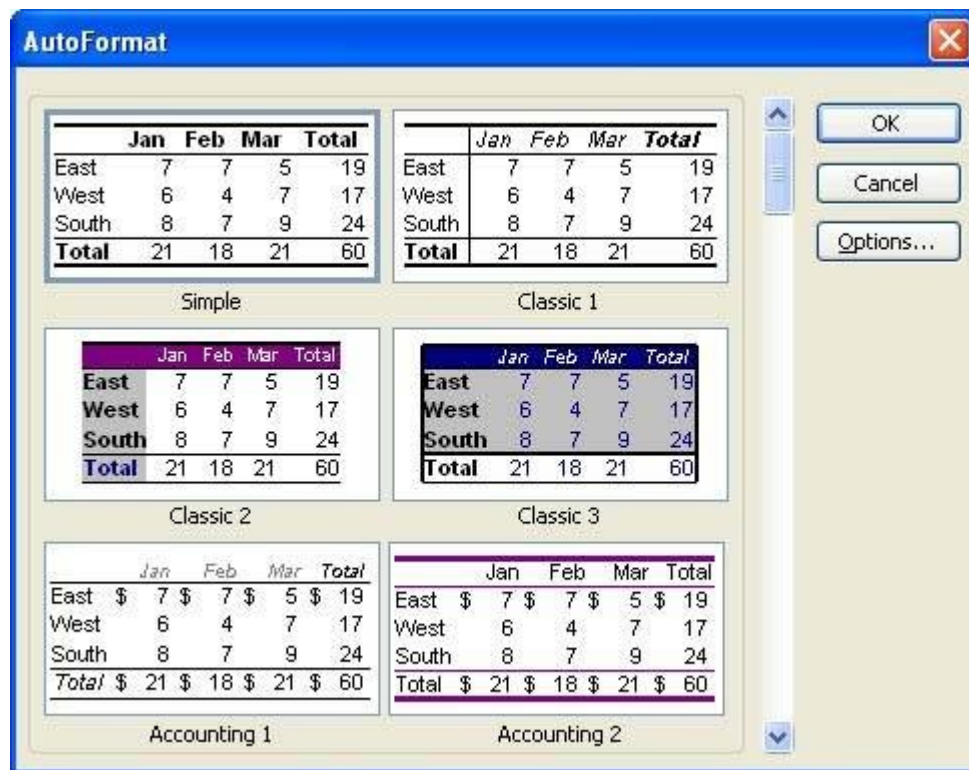 AutoFormat
Jan Feb Mar Total
East 7 7 5 19
West 6 4 7 17
South 8 7 9 24
Total 21 18 21 60
Simple
Jan Feb Mar Total
East 7 7 5 19
West 6 4 7 17
South 8 7 9 24
Total 21 18 21 60
Classic 1
OK
Cancel
Options...
Jan Feb Mar Total
East 7 7 5 19
West 6 4 7 17
South 8 7 9 24
Total 21 18 21 60
Classic 2
Jan Feb Mar Total
East 7 7 5 19
West 6 4 7 17
South 8 7 9 24
Total 21 18 21 60
Classic 3
Jan Feb Mar Total
East $ 7 $ 7 $ 5 $ 19
West 6 4 7 17
South 8 7 9 24
Total $ 21 $ 18 $ 21 $ 60
Accounting 1
Jan Feb Mar Total
East $ 7 $ 7 $ 5 $ 19
West 6 4 7 17
South 8 7 9 24
Total $ 21 $ 18 $ 21 $ 60
Accounting 2